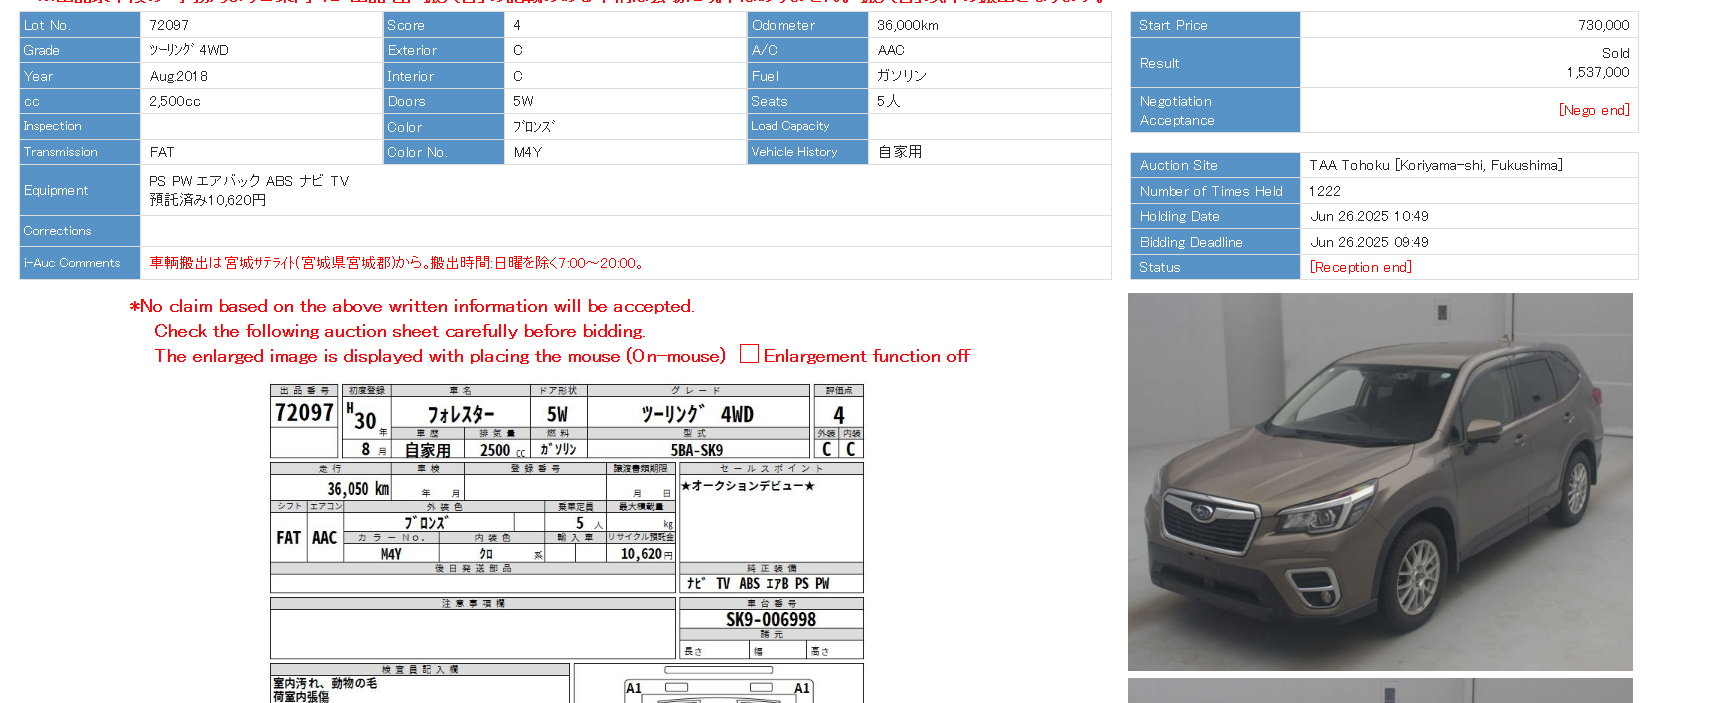 Lot No. 72097 Score 4 Odometer 36,000km
Grade ﾂｰﾘﾝｸﾞ 4WD Exterior C A/C AAC
Year Aug.2018 Interior C Fuel ガソリン
cc 2,500cc Doors 5W Seats 5人
Inspection Color ﾌﾞﾛﾝｽﾞ Load Capacity
Transmission FAT Color No. M4Y Vehicle History 自家用
Equipment PS PW エアバック ABS ナビ TV
預託済み10,620円
Corrections
i-Auc Comments 車輌搬出は宮城ｻﾃﾗｲﾄ(宮城県宮城郡)から。搬出時間:日曜を除く7:00～20:00。
Start Price 730,000
Result Sold
1,537,000
Negotiation
Acceptance [Nego end]
Auction Site TAA Tohoku [Koriyama-shi, Fukushima]
Number of Times Held 1222
Holding Date Jun 26.2025 10:49
Bidding Deadline Jun 26.2025 09:49
Status [Reception end]
*No claim based on the above written information will be accepted.
Check the following auction sheet carefully before bidding.
The enlarged image is displayed with placing the mouse (On-mouse) Enlargement function off
出品番号 初度登録 車名 ドア形状 グレード 評価点
72097 H 30 年 フォレスター 5W ツーリング 4WD 4
車歴 排気量 燃料 型式 外装 内装
8 月 自家用 2500 cc ｶﾞｿﾘﾝ 5BA-SK9 C C
走行 車検 登録番号 譲渡書類期限 セールスポイント
36,050 km 年 月 月 日 ★オークションデビュー★
シフト エアコン 外装色 乗車定員 最大積載量
FAT AAC ﾌﾞﾛﾝｽﾞ 5 人 kg
カラーNo. 内装色 輸入車 リサイクル預託金
M4Y ｸﾛ 系 10,620 円
後日発送部品 純正装備
ﾅﾋﾞ TV ABS ｴｱB PS PW
注意事項欄 車台番号
SK9-006998
諸元
長さ 幅 高さ
検査員記入欄
室内汚れ、動物の毛
荷室内張傷
A1 A1